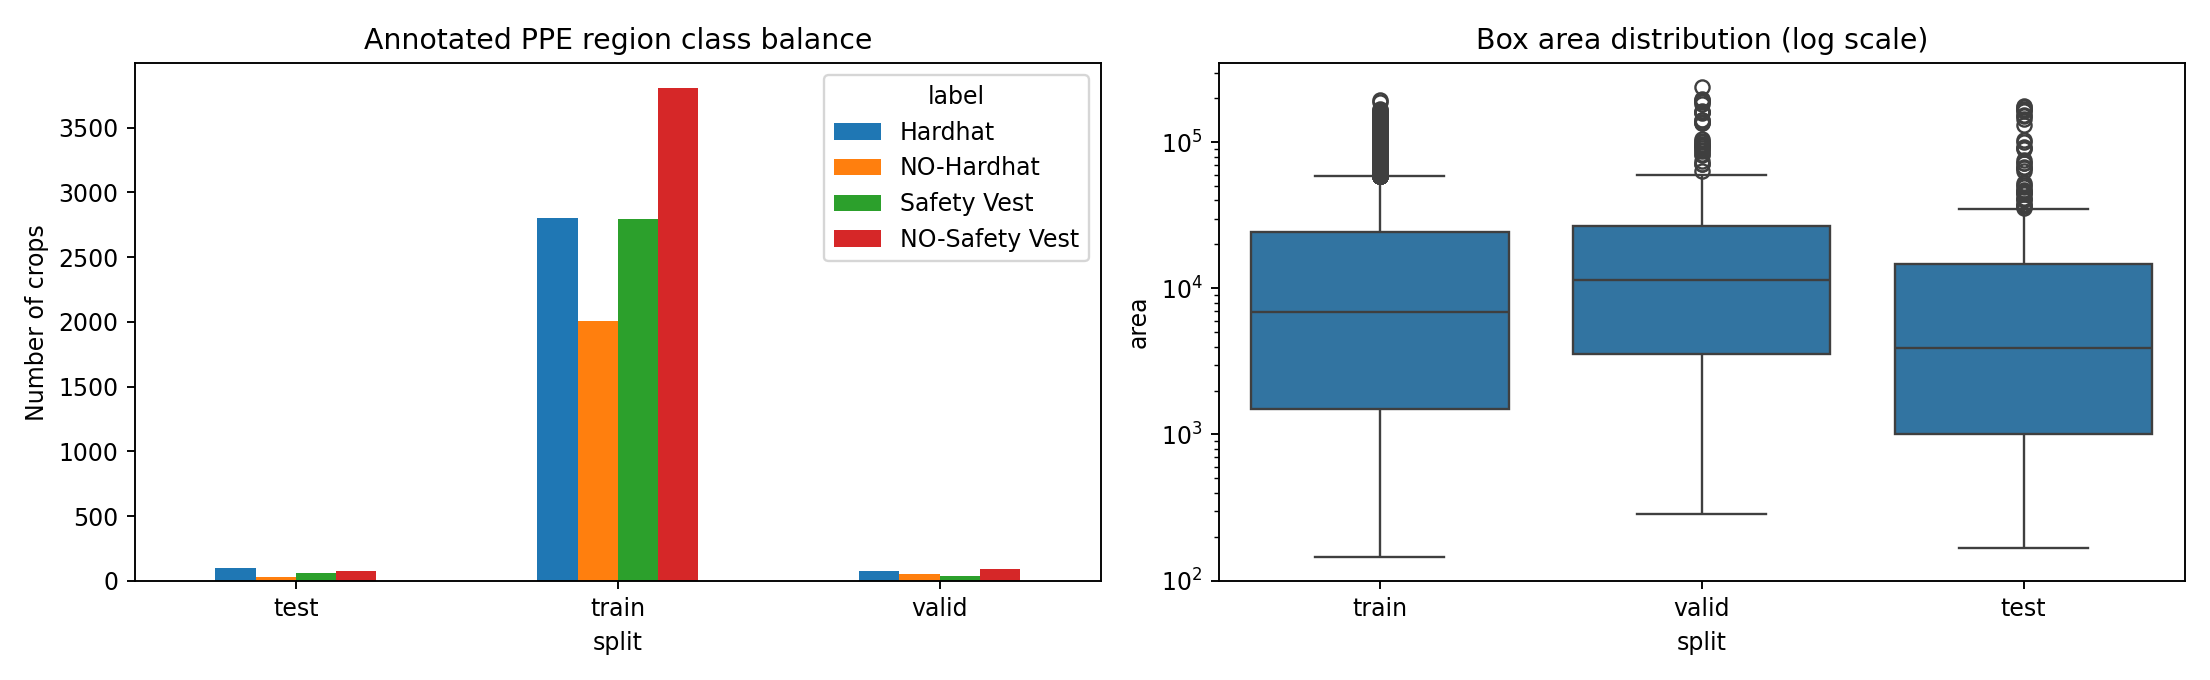 Annotated PPE region class balance
Number of crops
3500
3000
2500
2000
1500
1000
500
0
label
Hardhat
NO-Hardhat
Safety Vest
NO-Safety Vest
test
train
valid
split
Box area distribution (log scale)
area
10^5
10^4
10^3
10^2
train
valid
test
split